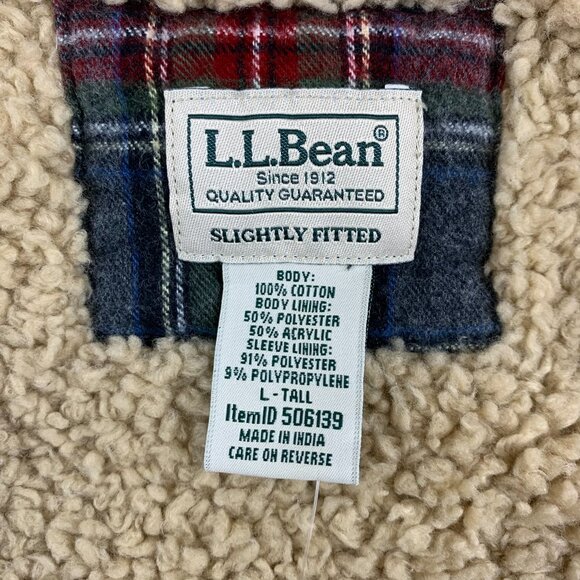 L.L.Bean®
Since 1912
QUALITY GUARANTEED
SLIGHTLY FITTED
BODY:
100% COTTON
BODY LINING:
50% POLYESTER
50% ACRYLIC
SLEEVE LINING:
91% POLYESTER
9% POLYPROPYLENE
L - TALL
ItemID 506139
MADE IN INDIA
CARE ON REVERSE